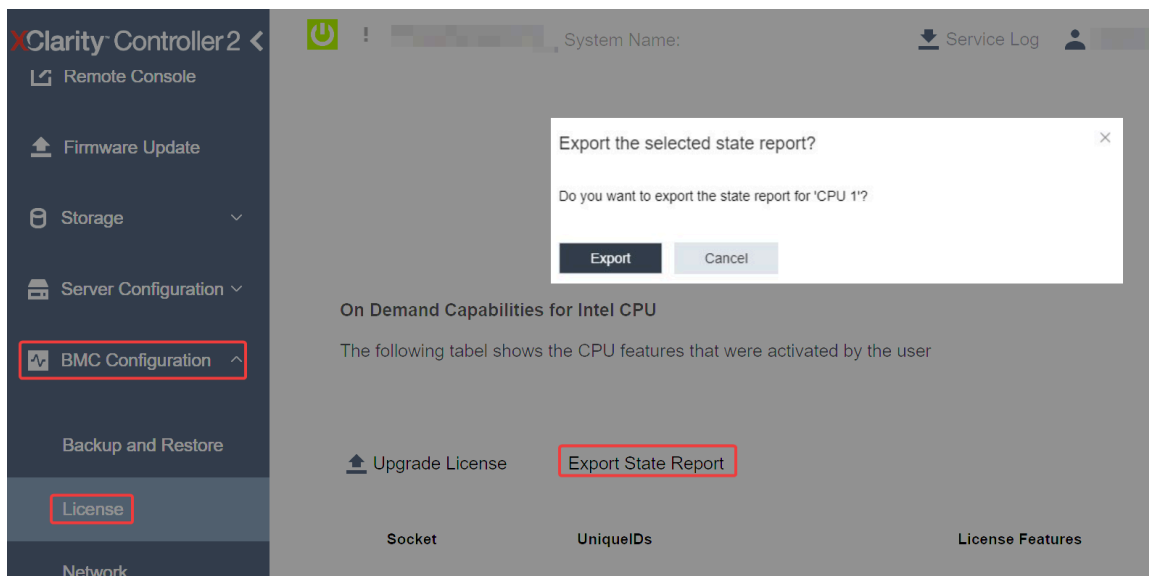 XClarity Controller 2
Remote Console
Firmware Update
Storage
Server Configuration
BMC Configuration
Backup and Restore
License
Network
! System Name:
Service Log
Export the selected state report?
Do you want to export the state report for 'CPU 1'?
Export Cancel
On Demand Capabilities for Intel CPU
The following tabel shows the CPU features that were activated by the user
Upgrade License Export State Report
Socket UniqueIDs License Features